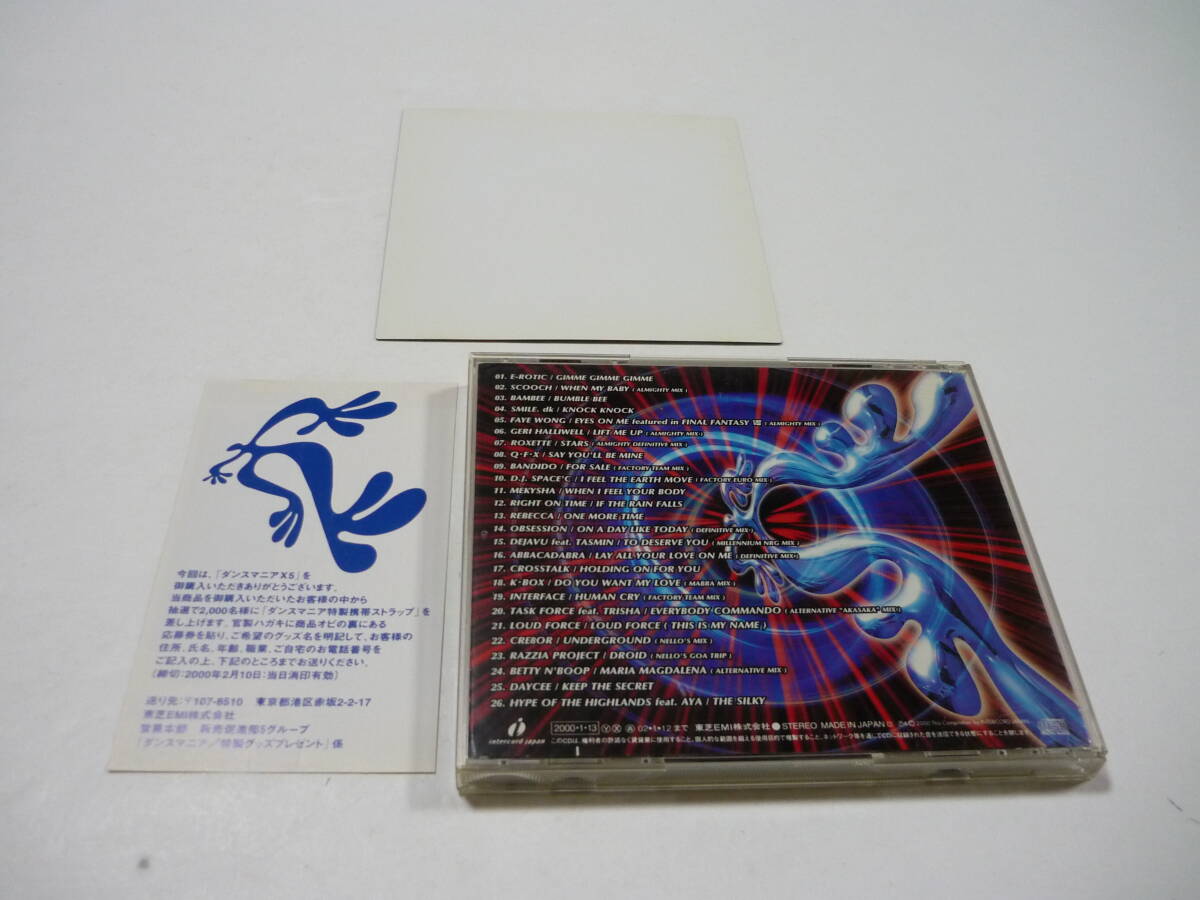 今回は、「ダンスマニアX5」を
御購入いただきありがとうございます。
当商品を御購入いただいたお客様の中から
抽選で2,000名様に「ダンスマニア特製携帯ストラップ」を
差し上げます。官製ハガキに商品オビの裏にある
応募券を貼り、ご希望のグッズ名を明記して、お客様の
住所、氏名、年齢、職業、ご自宅のお電話番号を
ご記入の上、下記のところまでお送りください。
(締切:2000年2月10日:当日消印有効)
送り先:〒107-8510 東京都港区赤坂2-2-17
東芝EMI株式会社
営業本部 販売促進部5グループ
「ダンスマニア/特製グッズプレゼント」係
01. E-ROTIC / GIMME GIMME GIMME
02. SCOOCH / WHEN MY BABY ( ALMIGHTY MIX )
03. BAMBEE / BUMBLE BEE
04. SMILE. dk / KNOCK KNOCK
05. FAYE WONG / EYES ON ME featured in FINAL FANTASY VIII ( ALMIGHTY MIX )
06. GERI HALLIWELL / LIFT ME UP ( ALMIGHTY MIX )
07. ROXETTE / STARS ( ALMIGHTY DEFINITIVE MIX )
08. Q・F・X / SAY YOU'LL BE MINE
09. BANDIDO / FOR SALE ( FACTORY TEAM MIX )
10. D.J. SPACE'C / I FEEL THE EARTH MOVE ( FACTORY EURO MIX )
11. MEKYSHA / WHEN I FEEL YOUR BODY
12. RIGHT ON TIME / IF THE RAIN FALLS
13. REBECCA / ONE MORE TIME
14. OBSESSION / ON A DAY LIKE TODAY ( DEFINITIVE MIX )
15. DEJAVU feat. TASMIN / TO DESERVE YOU ( MILLENNIUM NRG MIX )
16. ABBACADABRA / LAY ALL YOUR LOVE ON ME ( DEFINITIVE MIX )
17. CROSSTALK / HOLDING ON FOR YOU
18. K-BOX / DO YOU WANT MY LOVE ( MABRA MIX )
19. INTERFACE / HUMAN CRY ( FACTORY TEAM MIX )
20. TASK FORCE feat. TRISHA / EVERYBODY COMMANDO ( ALTERNATIVE "AKASAKA" MIX )
21. LOUD FORCE / LOUD FORCE ( THIS IS MY NAME )
22. CRE8OR / UNDERGROUND ( NELLO'S MIX )
23. RAZZIA PROJECT / DROID ( NELLO'S GOA TRIP )
24. BETTY N'BOOP / MARIA MAGDALENA ( ALTERNATIVE MIX )
25. DAYCEE / KEEP THE SECRET
26. HYPE OF THE HIGHLANDS feat. AYA / THE SILKY
intercord japan
2000・1・13 Ⓨ Ⓧ Ⓐ 02・1・12 まで 東芝EMI株式会社 STEREO MADE IN JAPAN